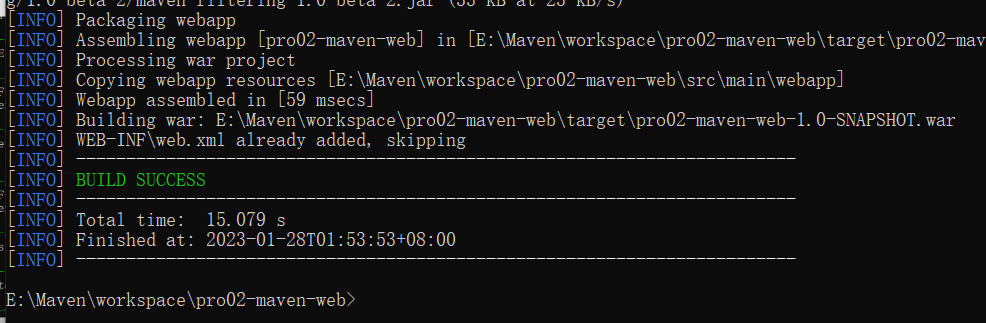 g/1.0-beta-2/maven-filtering-1.0-beta-2.jar (33 kB at 23 kB/s)
[INFO] Packaging webapp
[INFO] Assembling webapp [pro02-maven-web] in [E:\Maven\workspace\pro02-maven-web\target\pro02-mav
[INFO] Processing war project
[INFO] Copying webapp resources [E:\Maven\workspace\pro02-maven-web\src\main\webapp]
[INFO] Webapp assembled in [59 msecs]
[INFO] Building war: E:\Maven\workspace\pro02-maven-web\target\pro02-maven-web-1.0-SNAPSHOT.war
[INFO] WEB-INF\web.xml already added, skipping
[INFO] ------------------------------------------------------------------------
[INFO] BUILD SUCCESS
[INFO] ------------------------------------------------------------------------
[INFO] Total time:  15.079 s
[INFO] Finished at: 2023-01-28T01:53:53+08:00
[INFO] ------------------------------------------------------------------------
E:\Maven\workspace\pro02-maven-web>